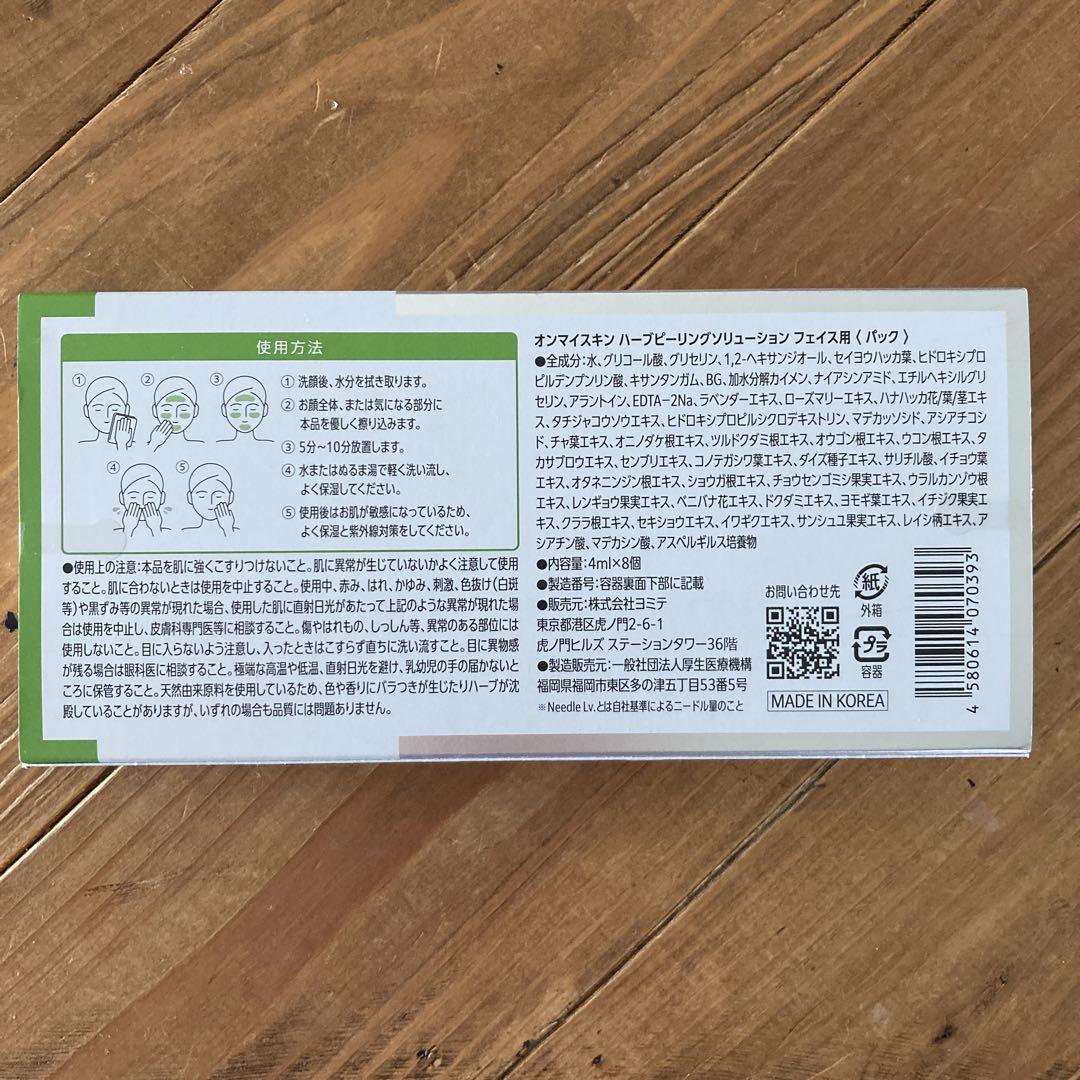 使用方法
①
②
③
④
⑤
① 洗顔後、水分を拭き取ります。
② お顔全体、または気になる部分に
本品を優しく擦り込みます。
③ 5分~10分放置します。
④ 水またはぬるま湯で軽く洗い流し、
よく保湿してください。
⑤ 使用後はお肌が敏感になっているため、
よく保湿と紫外線対策をしてください。
●使用上の注意:本品を肌に強くこすりつけないこと。肌に異常が生じていないかよく注意して使用
すること。肌に合わないときは使用を中止すること。使用中、赤み、はれ、かゆみ、刺激、色抜け(白斑
等)や黒ずみ等の異常が現れた場合、使用した肌に直射日光があたって上記のような異常が現れた場
合は使用を中止し、皮膚科専門医等に相談すること。傷やはれもの、しっしん等、異常のある部位には
使用しないこと。目に入らないよう注意し、入ったときはこすらず直ちに洗い流すこと。目に異物感
が残る場合は眼科医に相談すること。極端な高温や低温、直射日光を避け、乳幼児の手の届かないと
ころに保管すること。天然由来原料を使用しているため、色や香りにバラつきが生じたりハーブが沈
殿していることがありますが、いずれの場合も品質には問題ありません。
オンマイスキン ハーブピーリングソリューション フェイス用〈 パック 〉
●全成分:水、グリコール酸、グリセリン、1,2-ヘキサンジオール、セイヨウハッカ葉、ヒドロキシプロ
ピルデンプンリン酸、キサンタンガム、BG、加水分解カイメン、ナイアシンアミド、エチルヘキシルグリ
セリン、アラントイン、EDTA-2Na、ラベンダーエキス、ローズマリーエキス、ハナハッカ花/葉/茎エキ
ス、タチジャコウソウエキス、ヒドロキシプロピルシクロデキストリン、マデカッソシド、アシアチコシ
ド、チャ葉エキス、オニノダケ根エキス、ツルドクダミ根エキス、オウゴン根エキス、ウコン根エキス、タ
カサブロウエキス、センブリエキス、コノテガシワ葉エキス、ダイズ種子エキス、サリチル酸、イチョウ葉
エキス、オタネニンジン根エキス、ショウガ根エキス、チョウセンゴミシ果実エキス、ウラルカンゾウ根
エキス、レンギョウ果実エキス、ベニバナ花エキス、ドクダミエキス、ヨモギ葉エキス、イチジク果実エ
キス、クララ根エキス、セキショウエキス、イワギクエキス、サンシュユ果実エキス、レイシ柄エキス、ア
シアチン酸、マデカシン酸、アスペルギルス培養物
●内容量:4ml×8個
●製造番号:容器裏面下部に記載
●販売元:株式会社ヨミテ
東京都港区虎ノ門2-6-1
虎ノ門ヒルズ ステーションタワー36階
●製造販売元:一般社団法人厚生医療機構
福岡県福岡市東区多の津五丁目53番5号
※Needle Lv.とは自社基準によるニードル量のこと
お問い合わせ先
紙
外箱
プラ
容器
MADE IN KOREA
4 580614 070393